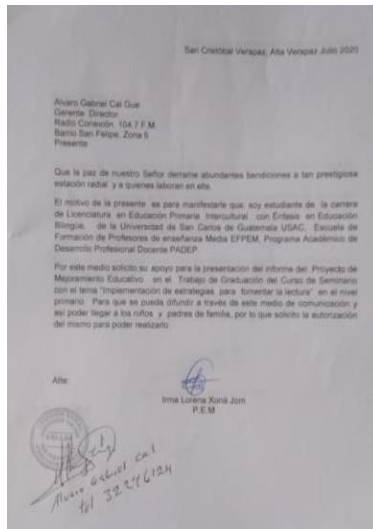 San Cristóbal Verapaz, Alta Verapaz Julio 2020
Alvaro Gabriel Cal Gue
Gerente Director
Radio Conexión, 104.7 F.M.
Barrio San Felipe, Zona 6
Presente
Que la paz de nuestro Señor derrame abundantes bendiciones a tan prestigiosa
estación radial y a quienes laboran en ella.
El motivo de la presente es para manifestarle que: soy estudiante de la carrera
de Licenciatura en Educación Primaria Intercultural con Énfasis en Educación
Bilingüe, de la Universidad de San Carlos de Guatemala USAC, Escuela de
Formación de Profesores de enseñanza Media EFPEM, Programa Académico de
Desarrollo Profesional Docente PADEP.
Por este medio solicito su apoyo para la presentación del informe del Proyecto de
Mejoramiento Educativo en el Trabajo de Graduación del Curso de Seminario
con el tema "Implementación de estrategias para fomentar la lectura" en el nivel
primario. Para que se pueda difundir a través de este medio de comunicación y
así poder llegar a los niños y padres de familia, por lo que solicito la autorización
del mismo para poder realizarlo.
Atte:
Irma Lorena Xoná Jom
P.E.M
Alvaro Gabriel Cal
tel 32276124